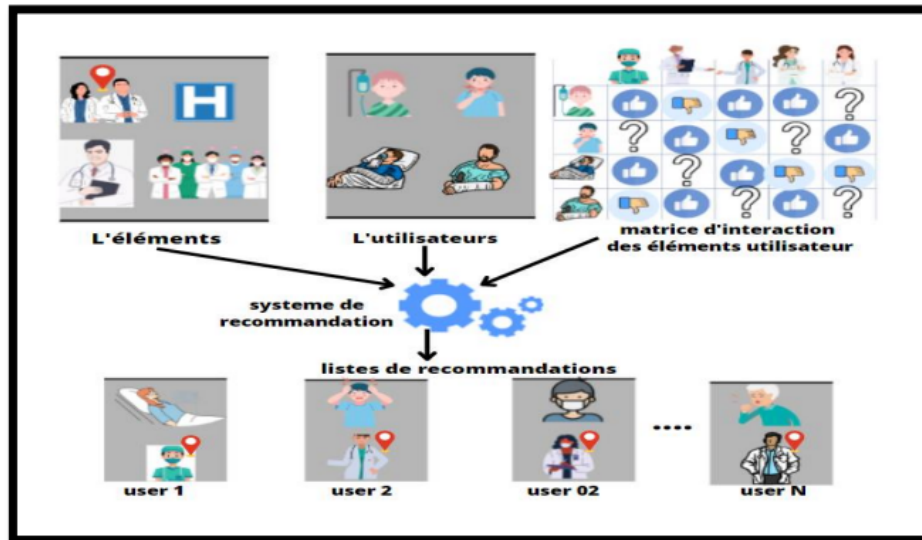 H
? 
? ?
?
? ?
L'éléments
L'utilisateurs
matrice d'interaction
des éléments utilisateur
systeme de
recommandation
listes de recommandations
....
user 1
user 2
user 02
user N